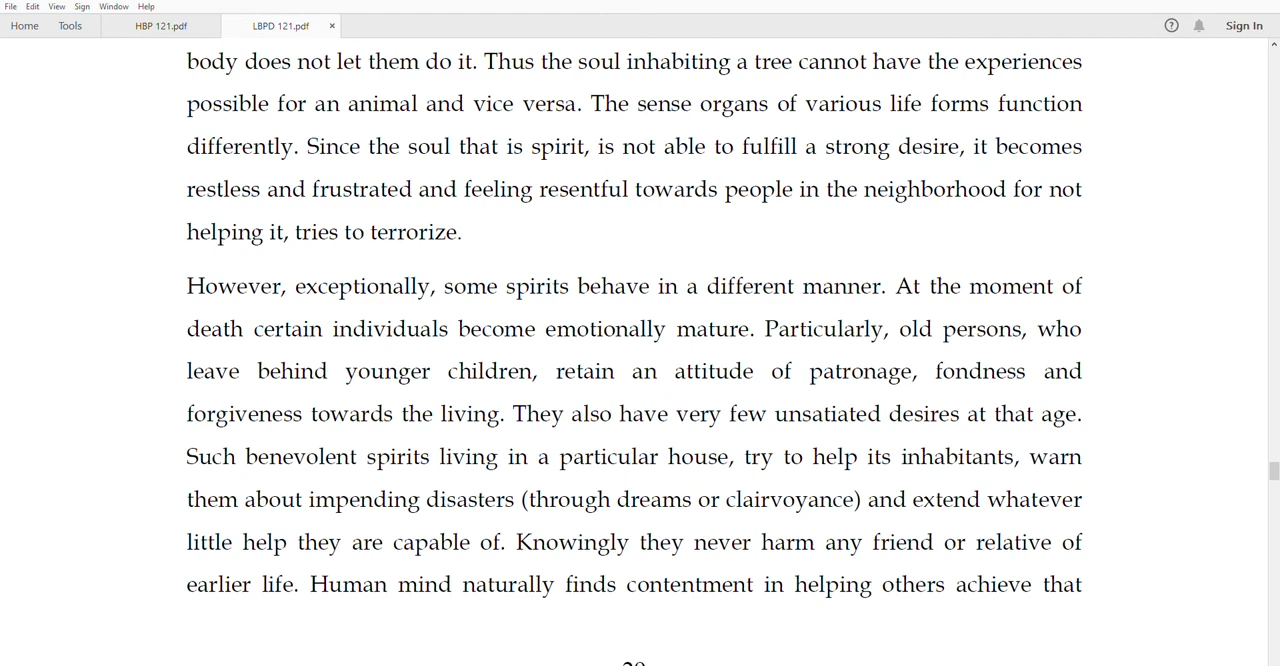 File Edit View Sign Window Help
Home Tools HBP 121.pdf LBPD 121.pdf × ? Sign In
body does not let them do it. Thus the soul inhabiting a tree cannot have the experiences
possible for an animal and vice versa. The sense organs of various life forms function
differently. Since the soul that is spirit, is not able to fulfill a strong desire, it becomes
restless and frustrated and feeling resentful towards people in the neighborhood for not
helping it, tries to terrorize.
However, exceptionally, some spirits behave in a different manner. At the moment of
death certain individuals become emotionally mature. Particularly, old persons, who
leave behind younger children, retain an attitude of patronage, fondness and
forgiveness towards the living. They also have very few unsatiated desires at that age.
Such benevolent spirits living in a particular house, try to help its inhabitants, warn
them about impending disasters (through dreams or clairvoyance) and extend whatever
little help they are capable of. Knowingly they never harm any friend or relative of
earlier life. Human mind naturally finds contentment in helping others achieve that